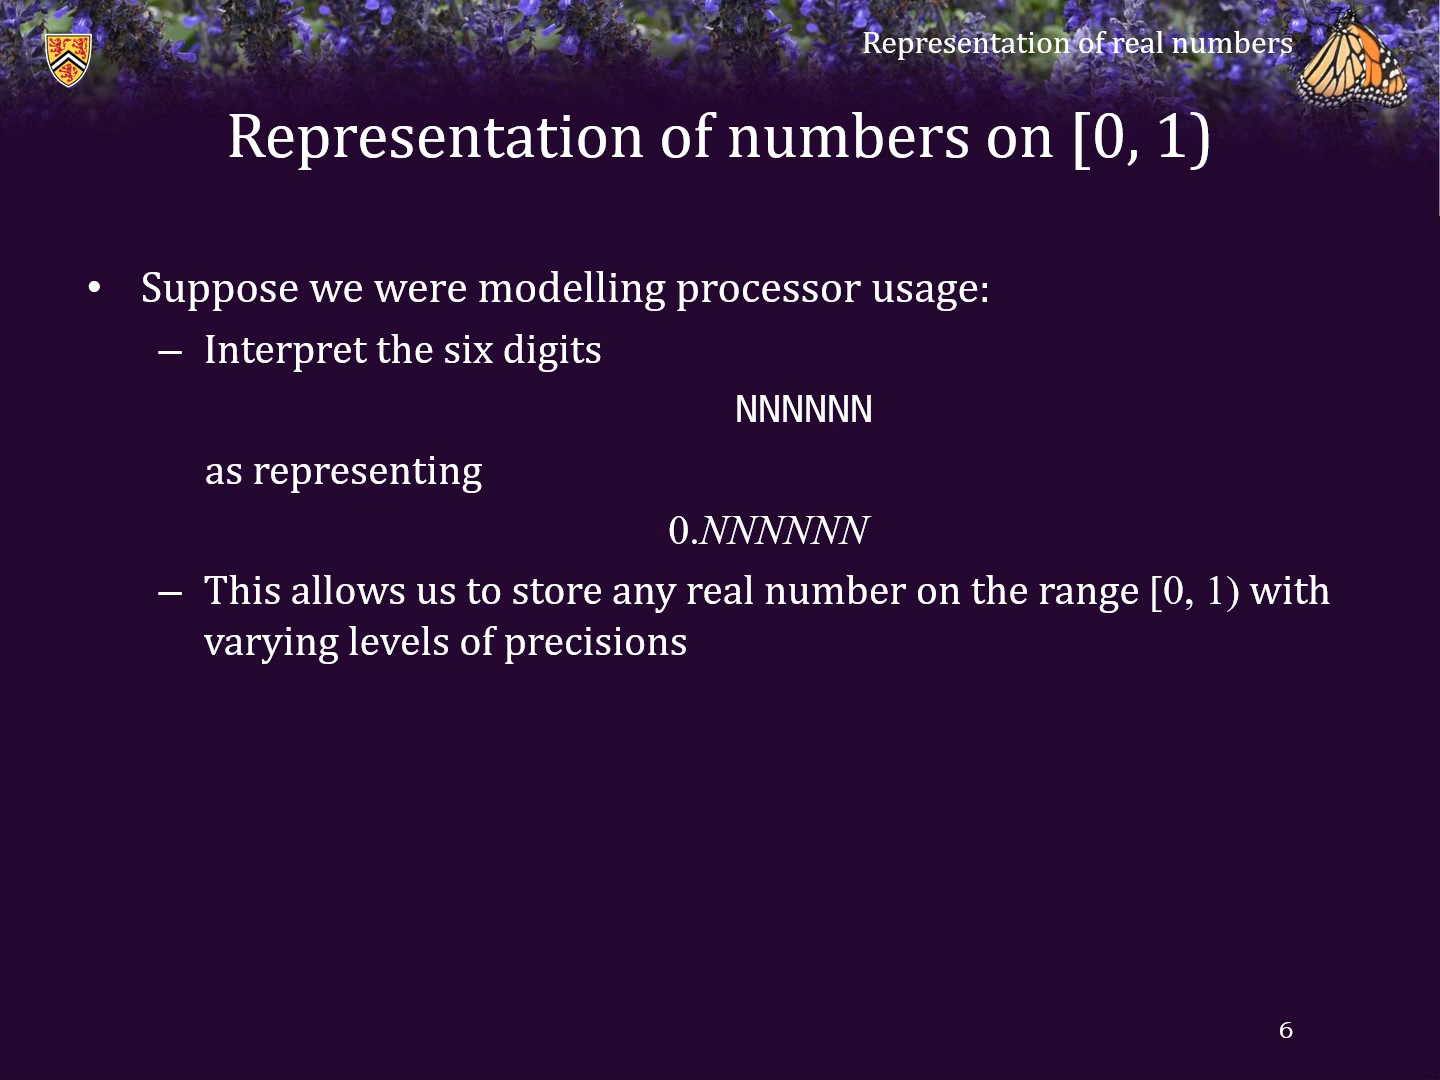 Representation of real numbers
Representation of numbers on [0, 1)
• Suppose we were modelling processor usage:
– Interpret the six digits
NNNNNN
as representing
0.NNNNNN
– This allows us to store any real number on the range [0, 1) with
varying levels of precisions
6